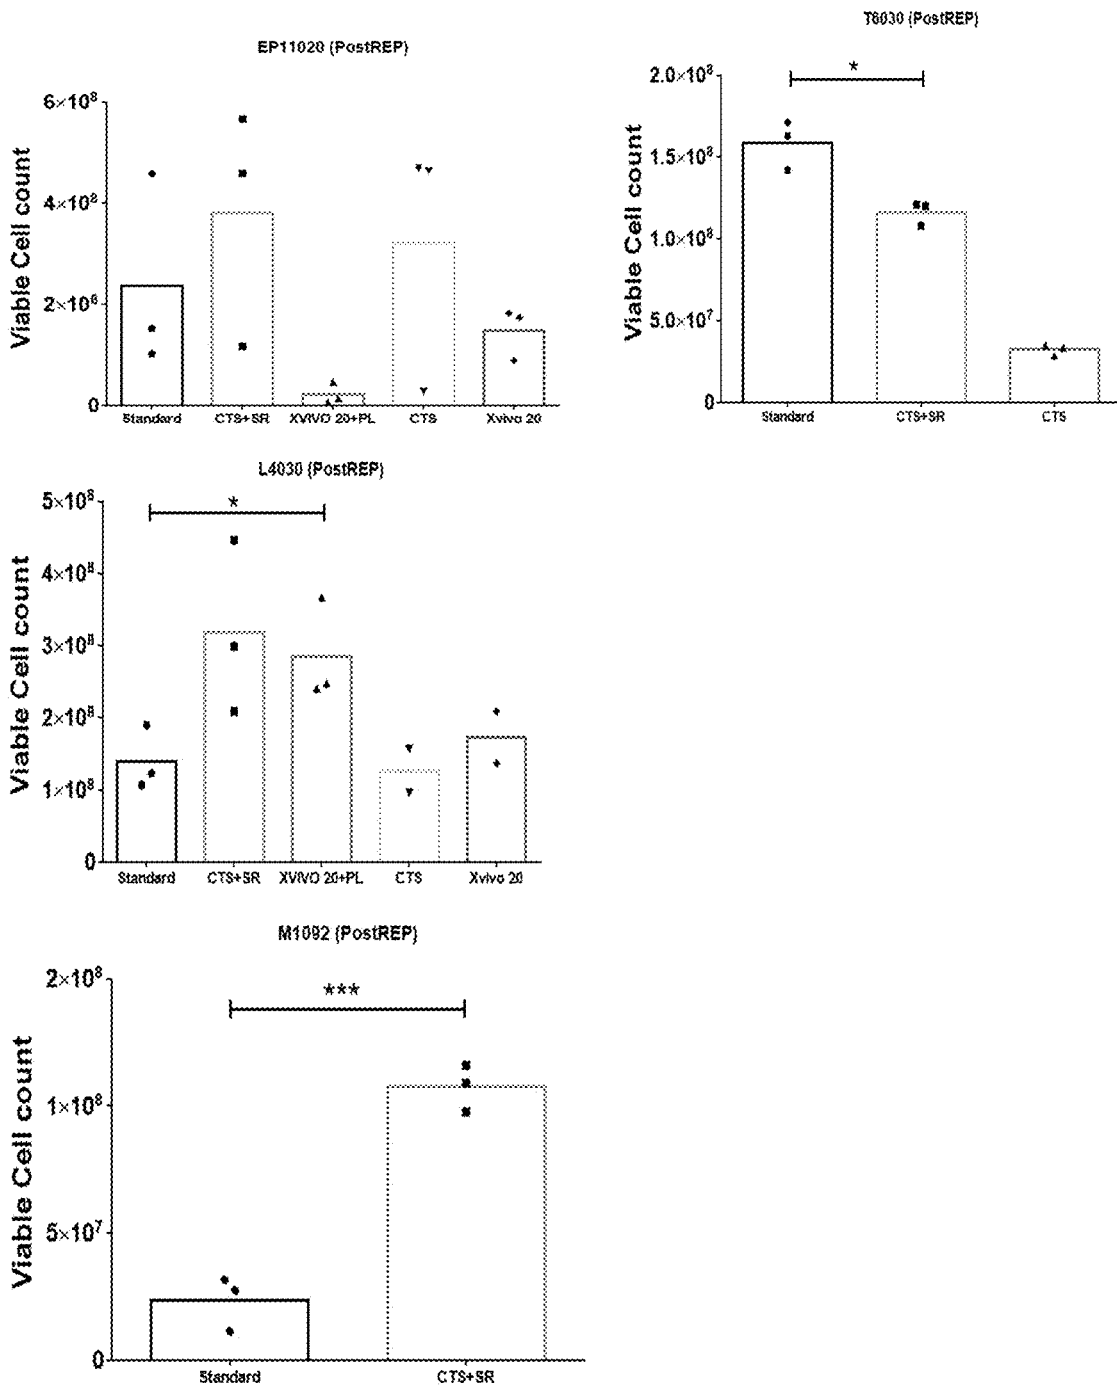 EP11020 (PostREP)
Viable Cell count
6×10⁸
4×10⁸
2×10⁸
0
Standard CTS+SR XVIVO 20+PL CTS Xvivo 20
T6030 (PostREP)
Viable Cell count
2.0×10⁸
1.5×10⁸
1.0×10⁸
5.0×10⁷
0
*
Standard CTS+SR CTS
L4030 (PostREP)
Viable Cell count
5×10⁸
4×10⁸
3×10⁸
2×10⁸
1×10⁸
0
*
Standard CTS+SR XVIVO 20+PL CTS Xvivo 20
M1092 (PostREP)
Viable Cell count
2×10⁸
1×10⁸
5×10⁷
0
***
Standard CTS+SR